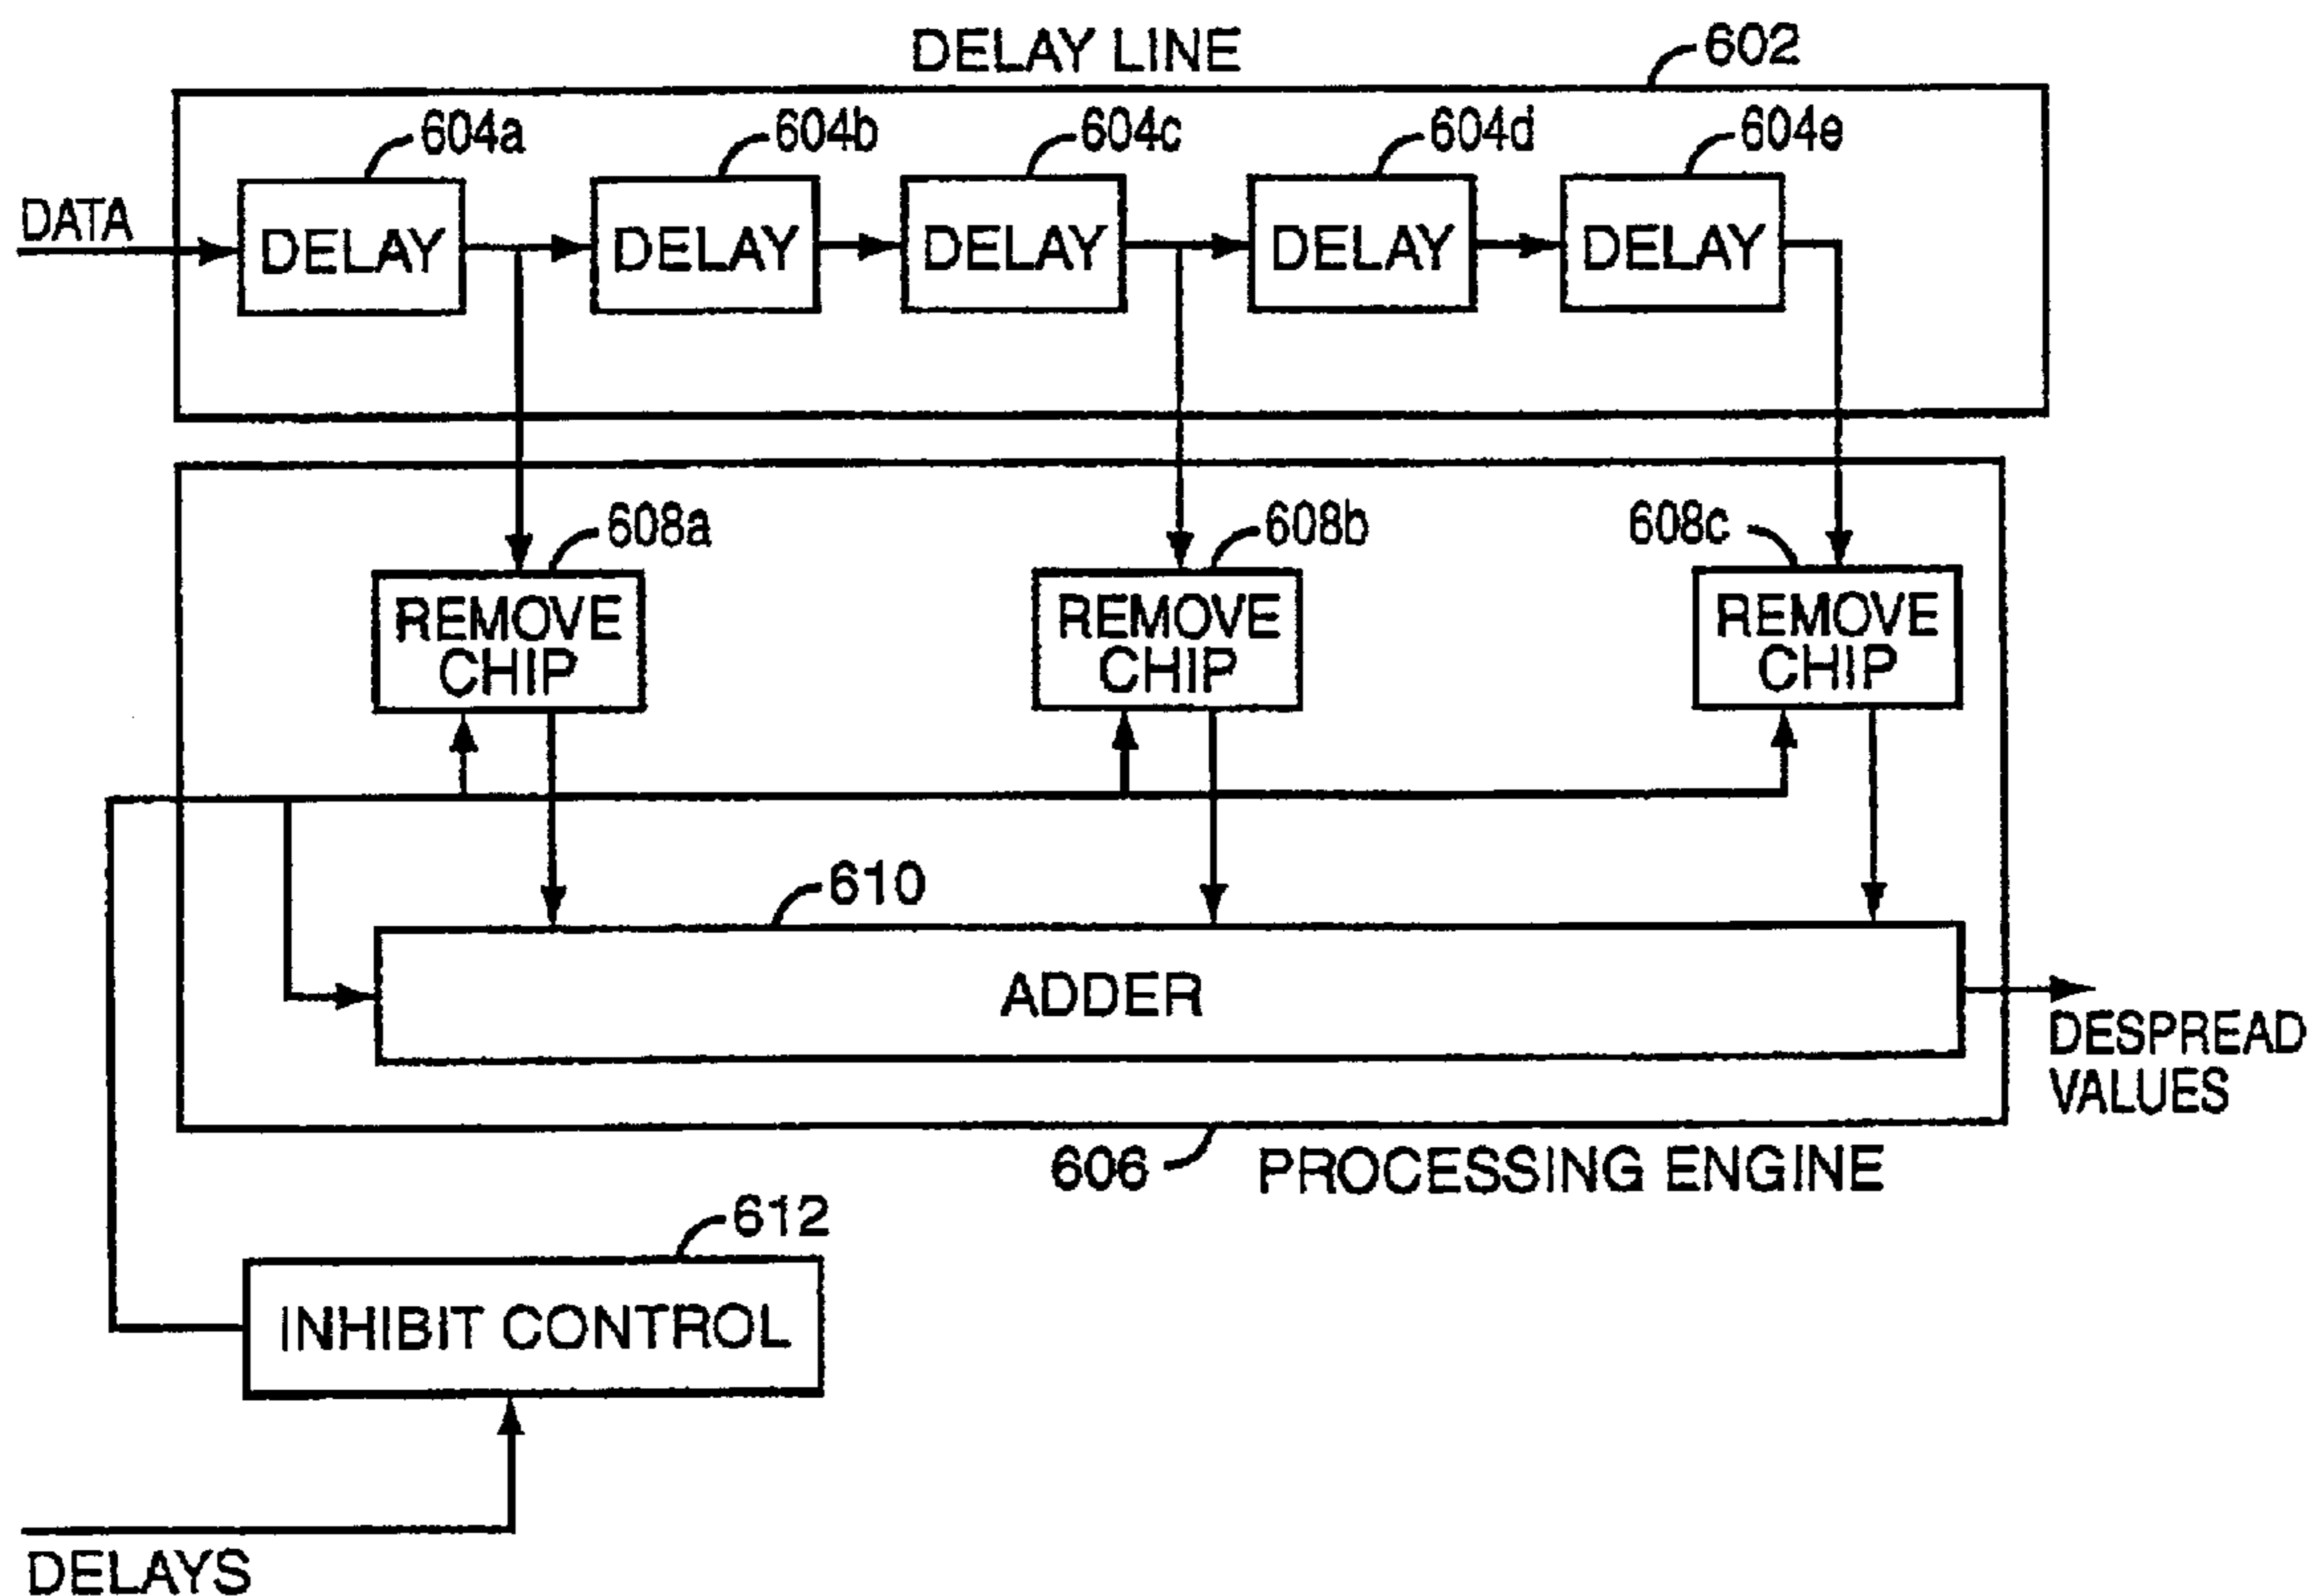 DELAY LINE
602
604a
604b
604c
604d
604e
DATA
DELAY
DELAY
DELAY
DELAY
DELAY
608a
608b
608c
REMOVE
CHIP
REMOVE
CHIP
REMOVE
CHIP
610
ADDER
DESPREAD
VALUES
606
PROCESSING ENGINE
612
INHIBIT CONTROL
DELAYS